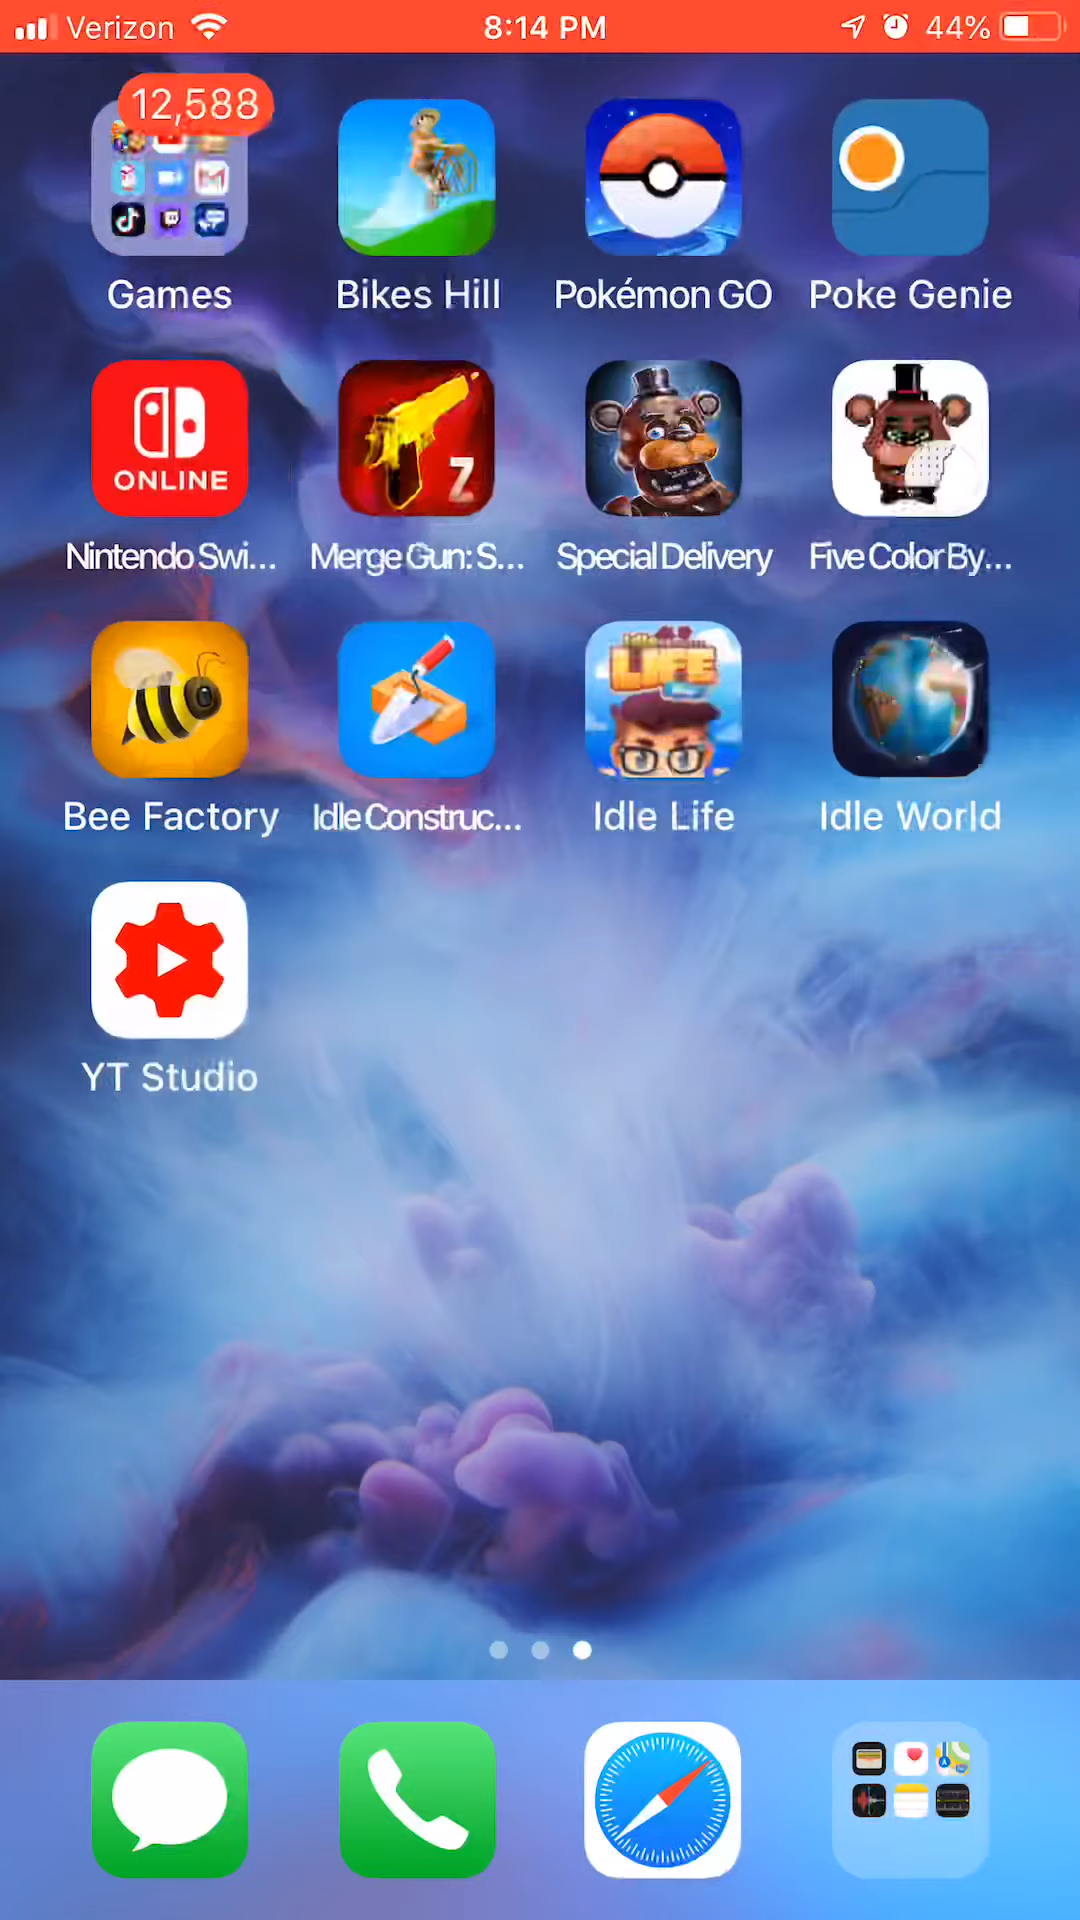 Verizon 8:14 PM 44%
12,588
Games Bikes Hill Pokémon GO Poke Genie
ONLINE Z
Nintendo Swi... Merge Gun: S... Special Delivery Five Color By...
LIFE
Bee Factory Idle Construc... Idle Life Idle World
YT Studio